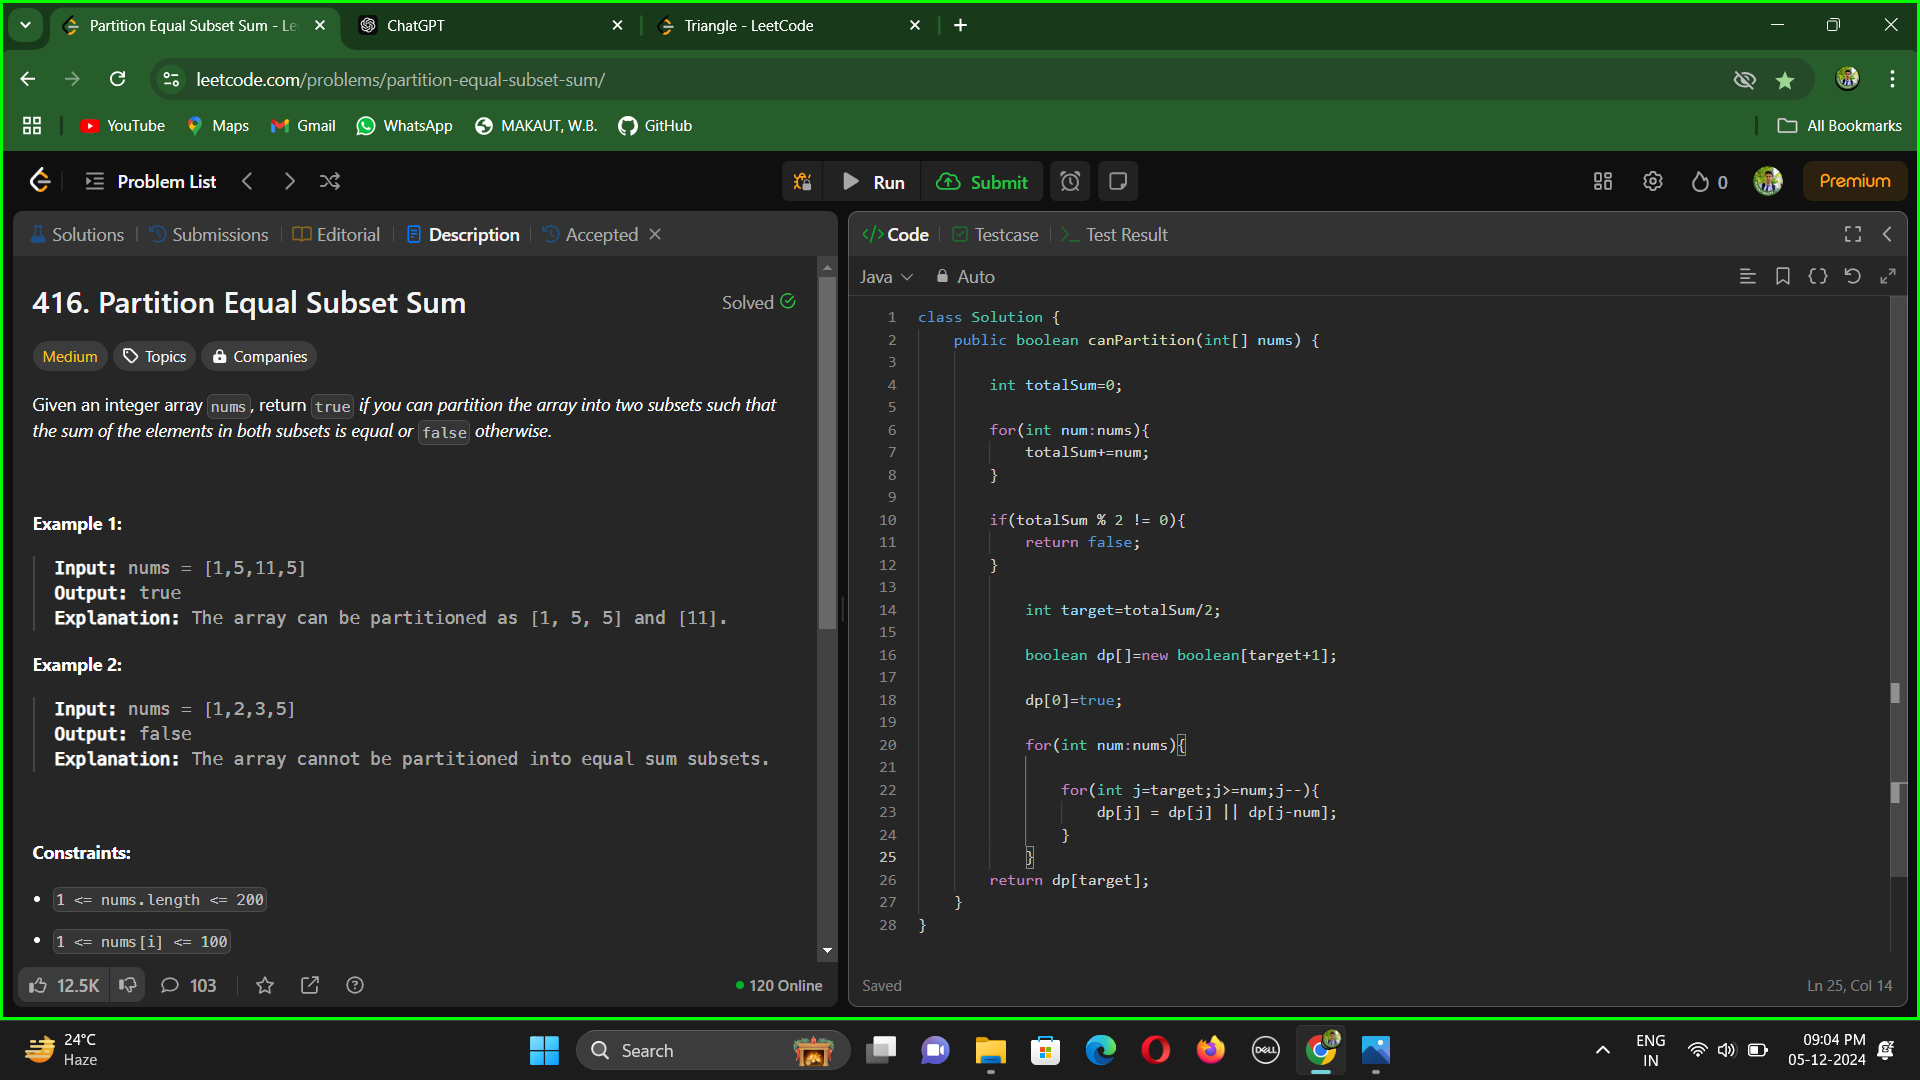 Partition Equal Subset Sum - Le
ChatGPT
Triangle - LeetCode
leetcode.com/problems/partition-equal-subset-sum/
YouTube
Maps
Gmail
WhatsApp
MAKAUT, W.B.
GitHub
All Bookmarks
Problem List
Run
Submit
0
Premium
Solutions
Submissions
Editorial
Description
Accepted
416. Partition Equal Subset Sum
Solved
Medium
Topics
Companies
Given an integer array nums, return true if you can partition the array into two subsets such that
the sum of the elements in both subsets is equal or false otherwise.
Example 1:
Input: nums = [1,5,11,5]
Output: true
Explanation: The array can be partitioned as [1, 5, 5] and [11].
Example 2:
Input: nums = [1,2,3,5]
Output: false
Explanation: The array cannot be partitioned into equal sum subsets.
Constraints:
1 <= nums.length <= 200
1 <= nums[i] <= 100
12.5K
103
120 Online
</> Code
Testcase
>_ Test Result
Java
Auto
1 class Solution {
2 public boolean canPartition(int[] nums) {
3
4 int totalSum=0;
5
6 for(int num:nums){
7 totalSum+=num;
8 }
9
10 if(totalSum % 2 != 0){
11 return false;
12 }
13
14 int target=totalSum/2;
15
16 boolean dp[]=new boolean[target+1];
17
18 dp[0]=true;
19
20 for(int num:nums){
21
22 for(int j=target;j>=num;j--){
23 dp[j] = dp[j] || dp[j-num];
24 }
25 }
26 return dp[target];
27 }
28 }
Saved
Ln 25, Col 14
24°C
Haze
Search
DELL
ENG
IN
09:04 PM
05-12-2024